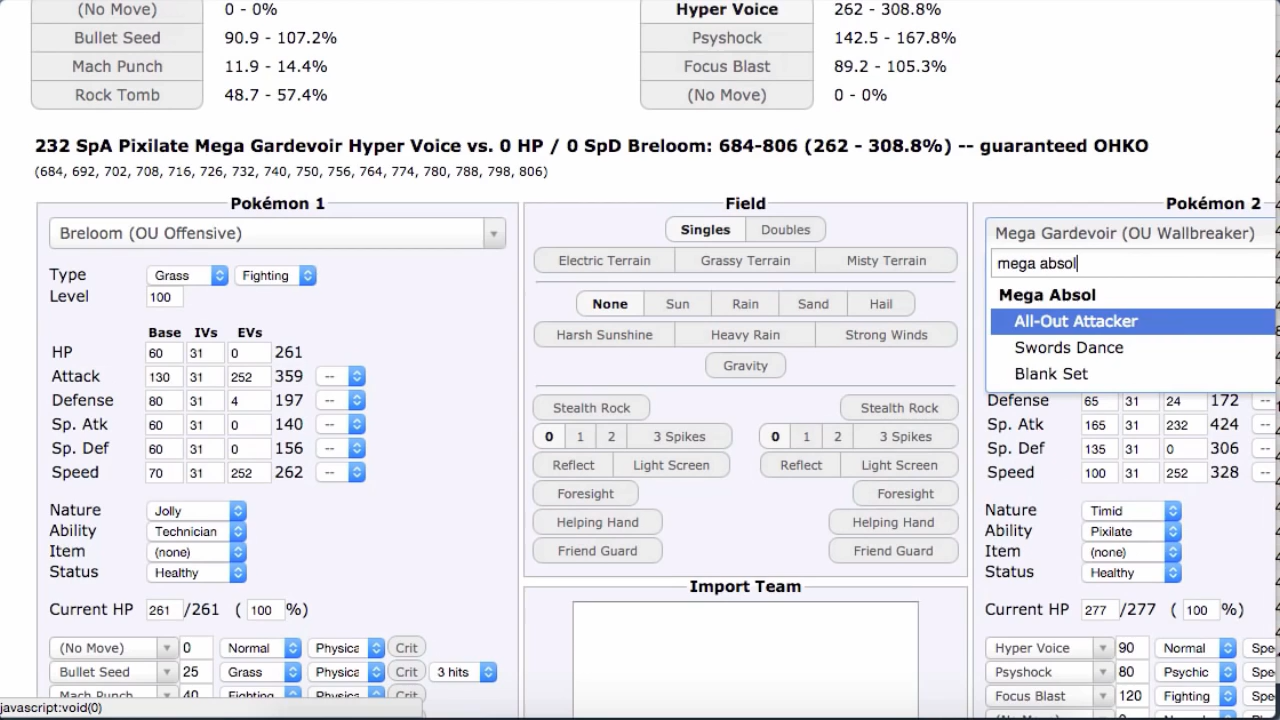 (No Move) 0 - 0% Hyper Voice 262 - 308.8%
Bullet Seed 90.9 - 107.2% Psyshock 142.5 - 167.8%
Mach Punch 11.9 - 14.4% Focus Blast 89.2 - 105.3%
Rock Tomb 48.7 - 57.4% (No Move) 0 - 0%
232 SpA Pixilate Mega Gardevoir Hyper Voice vs. 0 HP / 0 SpD Breloom: 684-806 (262 - 308.8%) -- guaranteed OHKO
(684, 692, 702, 708, 716, 726, 732, 740, 750, 756, 764, 774, 780, 788, 798, 806)
Pokémon 1
Breloom (OU Offensive)
Type Grass Fighting
Level 100
Base IVs EVs
HP 60 31 0 261
Attack 130 31 252 359 --
Defense 80 31 4 197 --
Sp. Atk 60 31 0 140 --
Sp. Def 60 31 0 156 --
Speed 70 31 252 262 --
Nature Jolly
Ability Technician
Item (none)
Status Healthy
Current HP 261 /261 ( 100 %)
(No Move) 0 Normal Physica Crit
Bullet Seed 25 Grass Physica Crit 3 hits
Mach Punch 40 Fighting Physica Crit
javascript:void(0)
Field
Singles Doubles
Electric Terrain Grassy Terrain Misty Terrain
None Sun Rain Sand Hail
Harsh Sunshine Heavy Rain Strong Winds
Gravity
Stealth Rock Stealth Rock
0 1 2 3 Spikes 0 1 2 3 Spikes
Reflect Light Screen Reflect Light Screen
Foresight Foresight
Helping Hand Helping Hand
Friend Guard Friend Guard
Import Team
Pokémon 2
Mega Gardevoir (OU Wallbreaker)
mega absol
Mega Absol
All-Out Attacker
Swords Dance
Blank Set
Defense 65 31 24 172 --
Sp. Atk 165 31 232 424 --
Sp. Def 135 31 0 306 --
Speed 100 31 252 328 --
Nature Timid
Ability Pixilate
Item (none)
Status Healthy
Current HP 277 /277 ( 100 %)
Hyper Voice 90 Normal Spe
Psyshock 80 Psychic Spe
Focus Blast 120 Fighting Spe